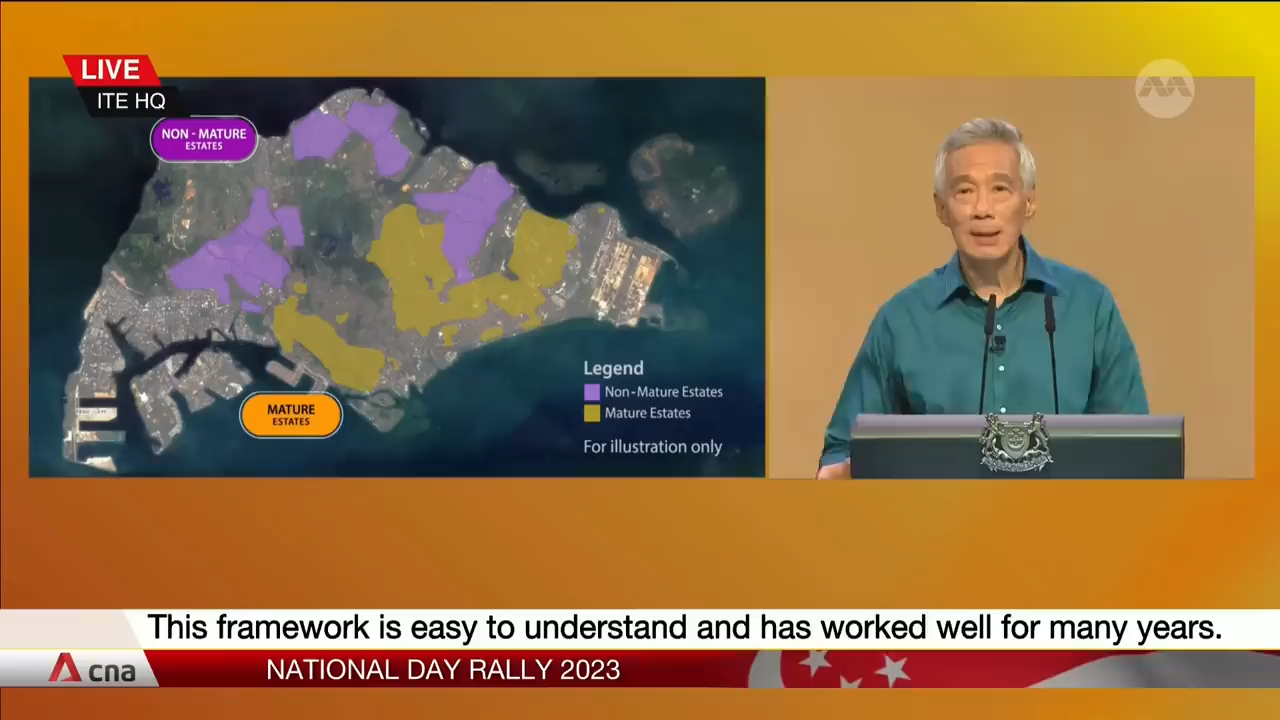 LIVE
ITE HQ
NON - MATURE
ESTATES
MATURE
ESTATES
Legend
Non-Mature Estates
Mature Estates
For illustration only
This framework is easy to understand and has worked well for many years.
cna
NATIONAL DAY RALLY 2023